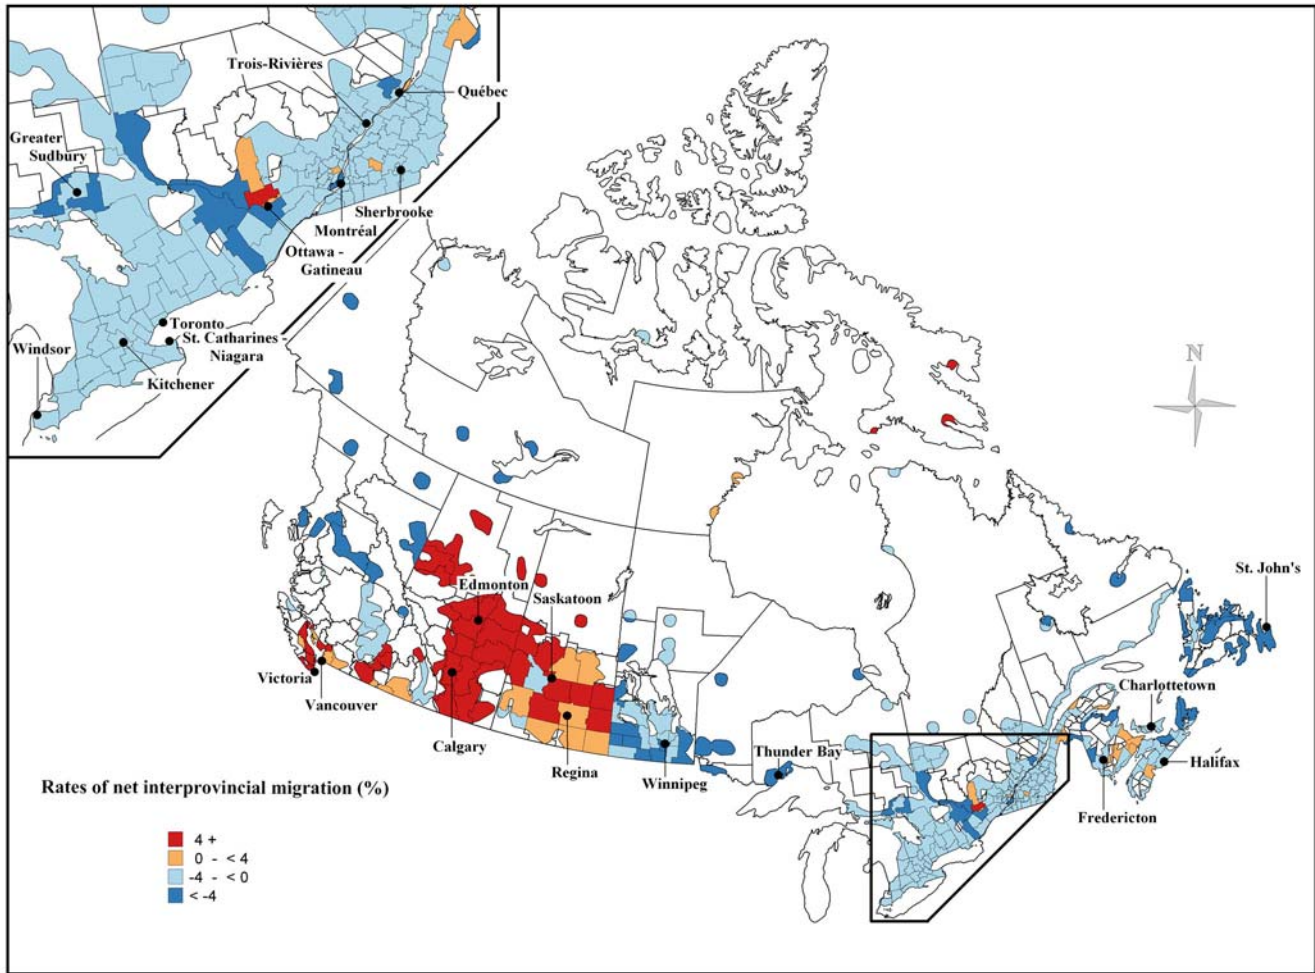 Trois-Rivières
Québec
Greater
Sudbury
Sherbrooke
Montréal
Ottawa -
Gatineau
Toronto
St. Catharines -
Niagara
Windsor
Kitchener
N
Edmonton
Saskatoon
St. John's
Victoria
Vancouver
Charlottetown
Calgary
Regina
Winnipeg
Thunder Bay
Halifax
Fredericton
Rates of net interprovincial migration (%)
4 +
0 - < 4
-4 - < 0
< -4